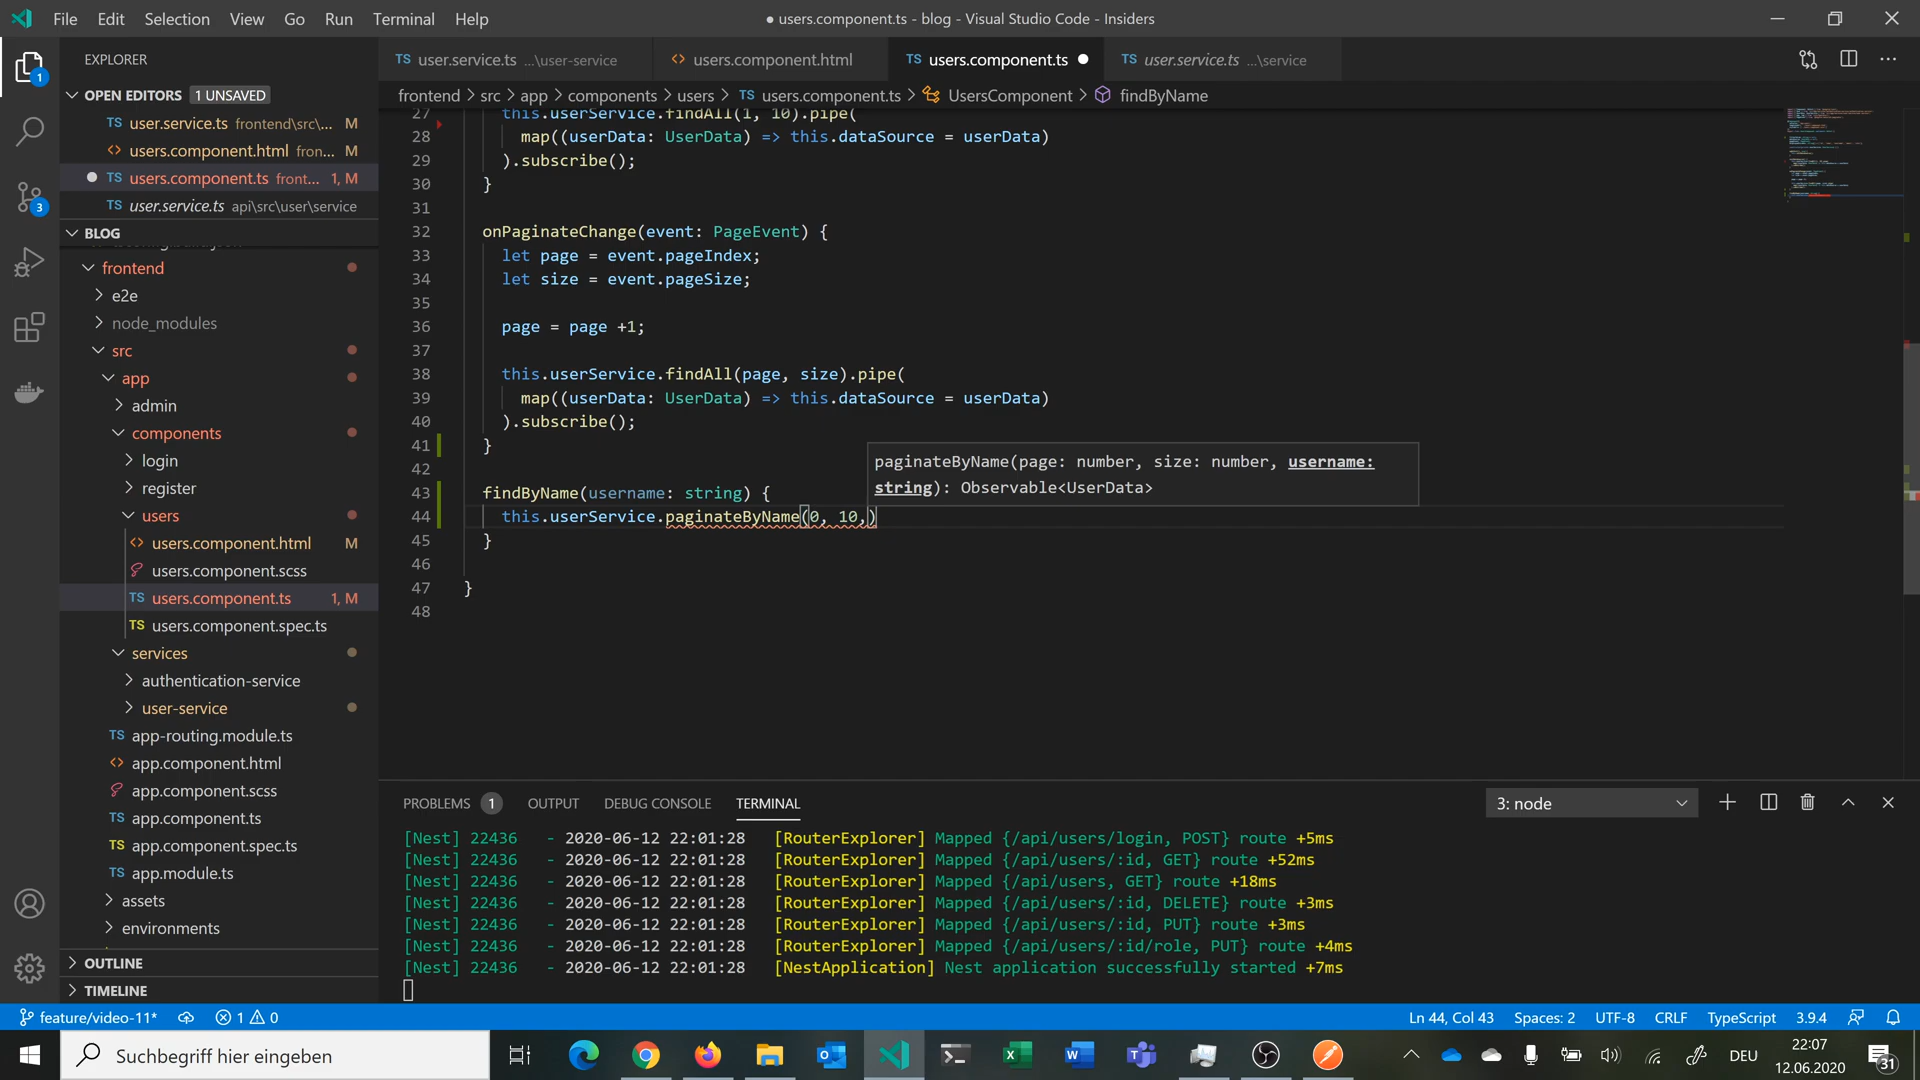 File Edit Selection View Go Run Terminal Help
● users.component.ts - blog - Visual Studio Code - Insiders
EXPLORER
OPEN EDITORS 1 UNSAVED
TS user.service.ts frontend\src\... M
<> users.component.html fron... M
TS users.component.ts front... 1, M
TS user.service.ts api\src\user\service
BLOG
frontend
e2e
node_modules
src
app
admin
components
login
register
users
<> users.component.html M
users.component.scss
TS users.component.ts 1, M
TS users.component.spec.ts
services
authentication-service
user-service
TS app-routing.module.ts
<> app.component.html
app.component.scss
TS app.component.ts
TS app.component.spec.ts
TS app.module.ts
assets
environments
OUTLINE
TIMELINE
1
3
TS user.service.ts ...\user-service
<> users.component.html
TS users.component.ts ●
TS user.service.ts ...\service
frontend > src > app > components > users > TS users.component.ts > UsersComponent > findByName
27 this.userService.findAll(1, 10).pipe(
28 map((userData: UserData) => this.dataSource = userData)
29 ).subscribe();
30 }
31
32 onPaginateChange(event: PageEvent) {
33 let page = event.pageIndex;
34 let size = event.pageSize;
35
36 page = page +1;
37
38 this.userService.findAll(page, size).pipe(
39 map((userData: UserData) => this.dataSource = userData)
40 ).subscribe();
41 }
42
43 findByName(username: string) {
44 this.userService.paginateByName(0, 10,)
45 }
46
47 }
48
paginateByName(page: number, size: number, username:
string): Observable<UserData>
PROBLEMS 1 OUTPUT DEBUG CONSOLE TERMINAL
3: node
[Nest] 22436 - 2020-06-12 22:01:28 [RouterExplorer] Mapped {/api/users/login, POST} route +5ms
[Nest] 22436 - 2020-06-12 22:01:28 [RouterExplorer] Mapped {/api/users/:id, GET} route +52ms
[Nest] 22436 - 2020-06-12 22:01:28 [RouterExplorer] Mapped {/api/users, GET} route +18ms
[Nest] 22436 - 2020-06-12 22:01:28 [RouterExplorer] Mapped {/api/users/:id, DELETE} route +3ms
[Nest] 22436 - 2020-06-12 22:01:28 [RouterExplorer] Mapped {/api/users/:id, PUT} route +3ms
[Nest] 22436 - 2020-06-12 22:01:28 [RouterExplorer] Mapped {/api/users/:id/role, PUT} route +4ms
[Nest] 22436 - 2020-06-12 22:01:28 [NestApplication] Nest application successfully started +7ms
feature/video-11* 1 0
Ln 44, Col 43 Spaces: 2 UTF-8 CRLF TypeScript 3.9.4
Suchbegriff hier eingeben
DEU
22:07
12.06.2020
31